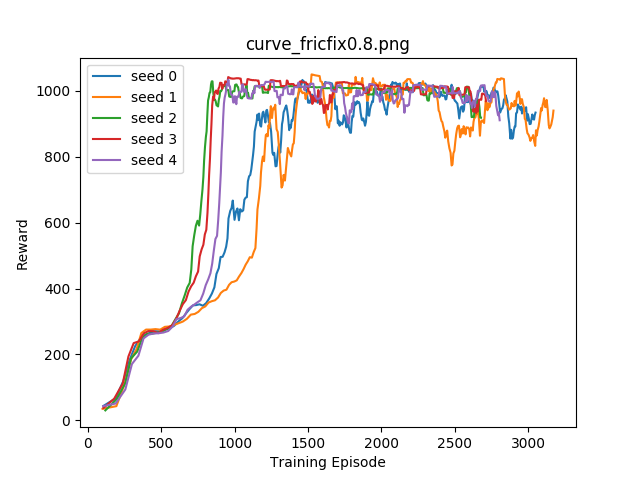 curve_fricfix0.8.png
seed 0
seed 1
seed 2
seed 3
seed 4
1000
800
600
400
200
0
Reward
0 500 1000 1500 2000 2500 3000
Training Episode